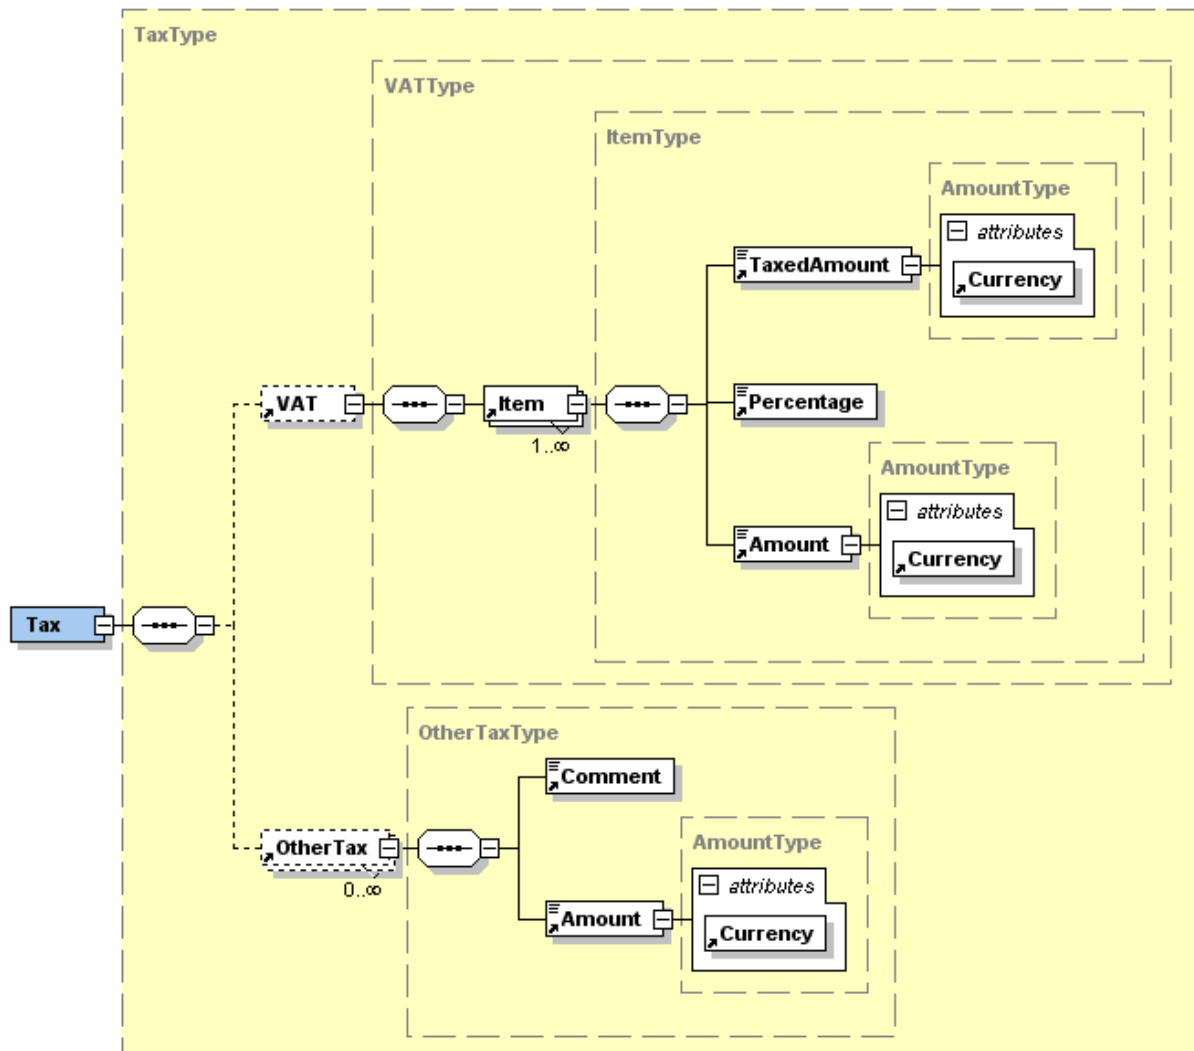 TaxType
VATType
ItemType
AmountType
attributes
TaxedAmount
Currency
VAT
Item
Percentage
1..∞
AmountType
attributes
Amount
Currency
Tax
OtherTaxType
Comment
OtherTax
AmountType
0..∞
attributes
Amount
Currency